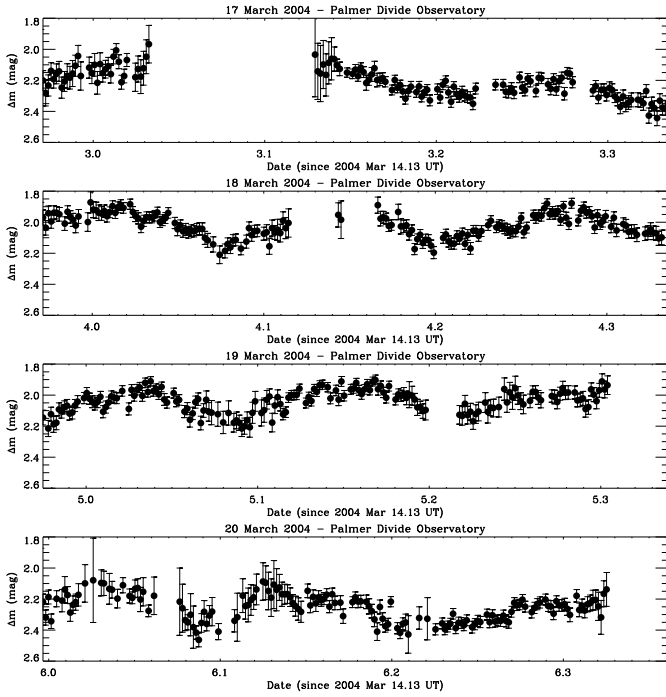 17 March 2004 – Palmer Divide Observatory
1.8
2.0
2.2
2.4
2.6
Δm (mag)
3.0 3.1 3.2 3.3
Date (since 2004 Mar 14.13 UT)
18 March 2004 – Palmer Divide Observatory
1.8
2.0
2.2
2.4
2.6
Δm (mag)
4.0 4.1 4.2 4.3
Date (since 2004 Mar 14.13 UT)
19 March 2004 – Palmer Divide Observatory
1.8
2.0
2.2
2.4
2.6
Δm (mag)
5.0 5.1 5.2 5.3
Date (since 2004 Mar 14.13 UT)
20 March 2004 – Palmer Divide Observatory
1.8
2.0
2.2
2.4
2.6
Δm (mag)
6.0 6.1 6.2 6.3
Date (since 2004 Mar 14.13 UT)